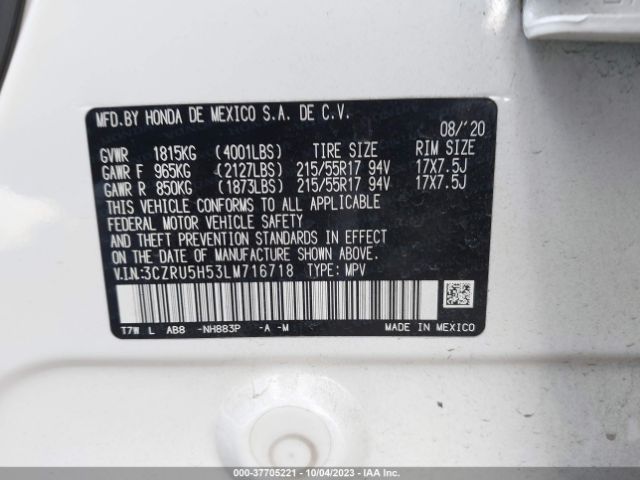 MFD.BY HONDA DE MEXICO S.A. DE C.V.
08/'20
GVWR 1815KG (4001LBS) TIRE SIZE RIM SIZE
GAWR F 965KG (2127LBS) 215/55R17 94V 17X7.5J
GAWR R 850KG (1873LBS) 215/55R17 94V 17X7.5J
THIS VEHICLE CONFORMS TO ALL APPLICABLE
FEDERAL MOTOR VEHICLE SAFETY
AND THEFT PREVENTION STANDARDS IN EFFECT ON
THE DATE OF MANUFACTURE SHOWN ABOVE.
V.I.N:3CZRU5H53LM716718 TYPE: MPV
T7W L AB8 -NH883P -A -M
MADE IN MEXICO
000-37705221 - 10/04/2023 - IAAI.COM